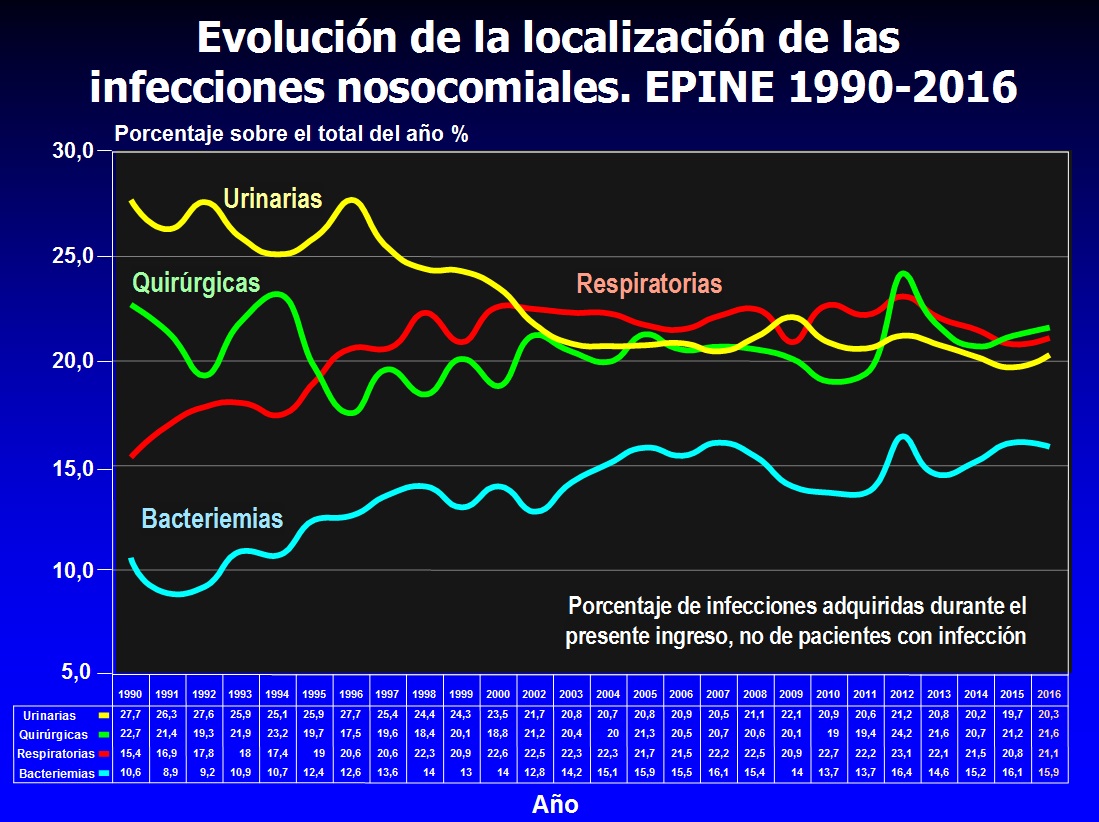 Evolución de la localización de las
infecciones nosocomiales. EPINE 1990-2016
Porcentaje sobre el total del año %
30,0
25,0
20,0
15,0
10,0
5,0
Urinarias
Quirúrgicas
Respiratorias
Bacteriemias
Porcentaje de infecciones adquiridas durante el
presente ingreso, no de pacientes con infección
1990 1991 1992 1993 1994 1995 1996 1997 1998 1999 2000 2002 2003 2004 2005 2006 2007 2008 2009 2010 2011 2012 2013 2014 2015 2016
Urinarias 27,7 26,3 27,6 25,9 25,1 25,9 27,7 25,4 24,4 24,3 23,5 21,7 20,8 20,7 20,8 20,9 20,5 21,1 22,1 20,9 20,6 21,2 20,8 20,2 19,7 20,3
Quirúrgicas 22,7 21,4 19,3 21,9 23,2 19,7 17,5 19,6 18,4 20,1 18,8 21,2 20,4 20 21,3 20,5 20,7 20,6 20,1 19 19,4 24,2 21,6 20,7 21,2 21,6
Respiratorias 15,4 16,9 17,8 18 17,4 19 20,6 20,6 22,3 20,9 22,6 22,5 22,3 22,3 21,7 21,5 22,2 22,5 20,9 22,7 22,2 23,1 22,1 21,5 20,8 21,1
Bacteriemias 10,6 8,9 9,2 10,9 10,7 12,4 12,6 13,6 14 13 14 12,8 14,2 15,1 15,9 15,5 16,1 15,4 14 13,7 13,7 16,4 14,6 15,2 16,1 15,9
Año